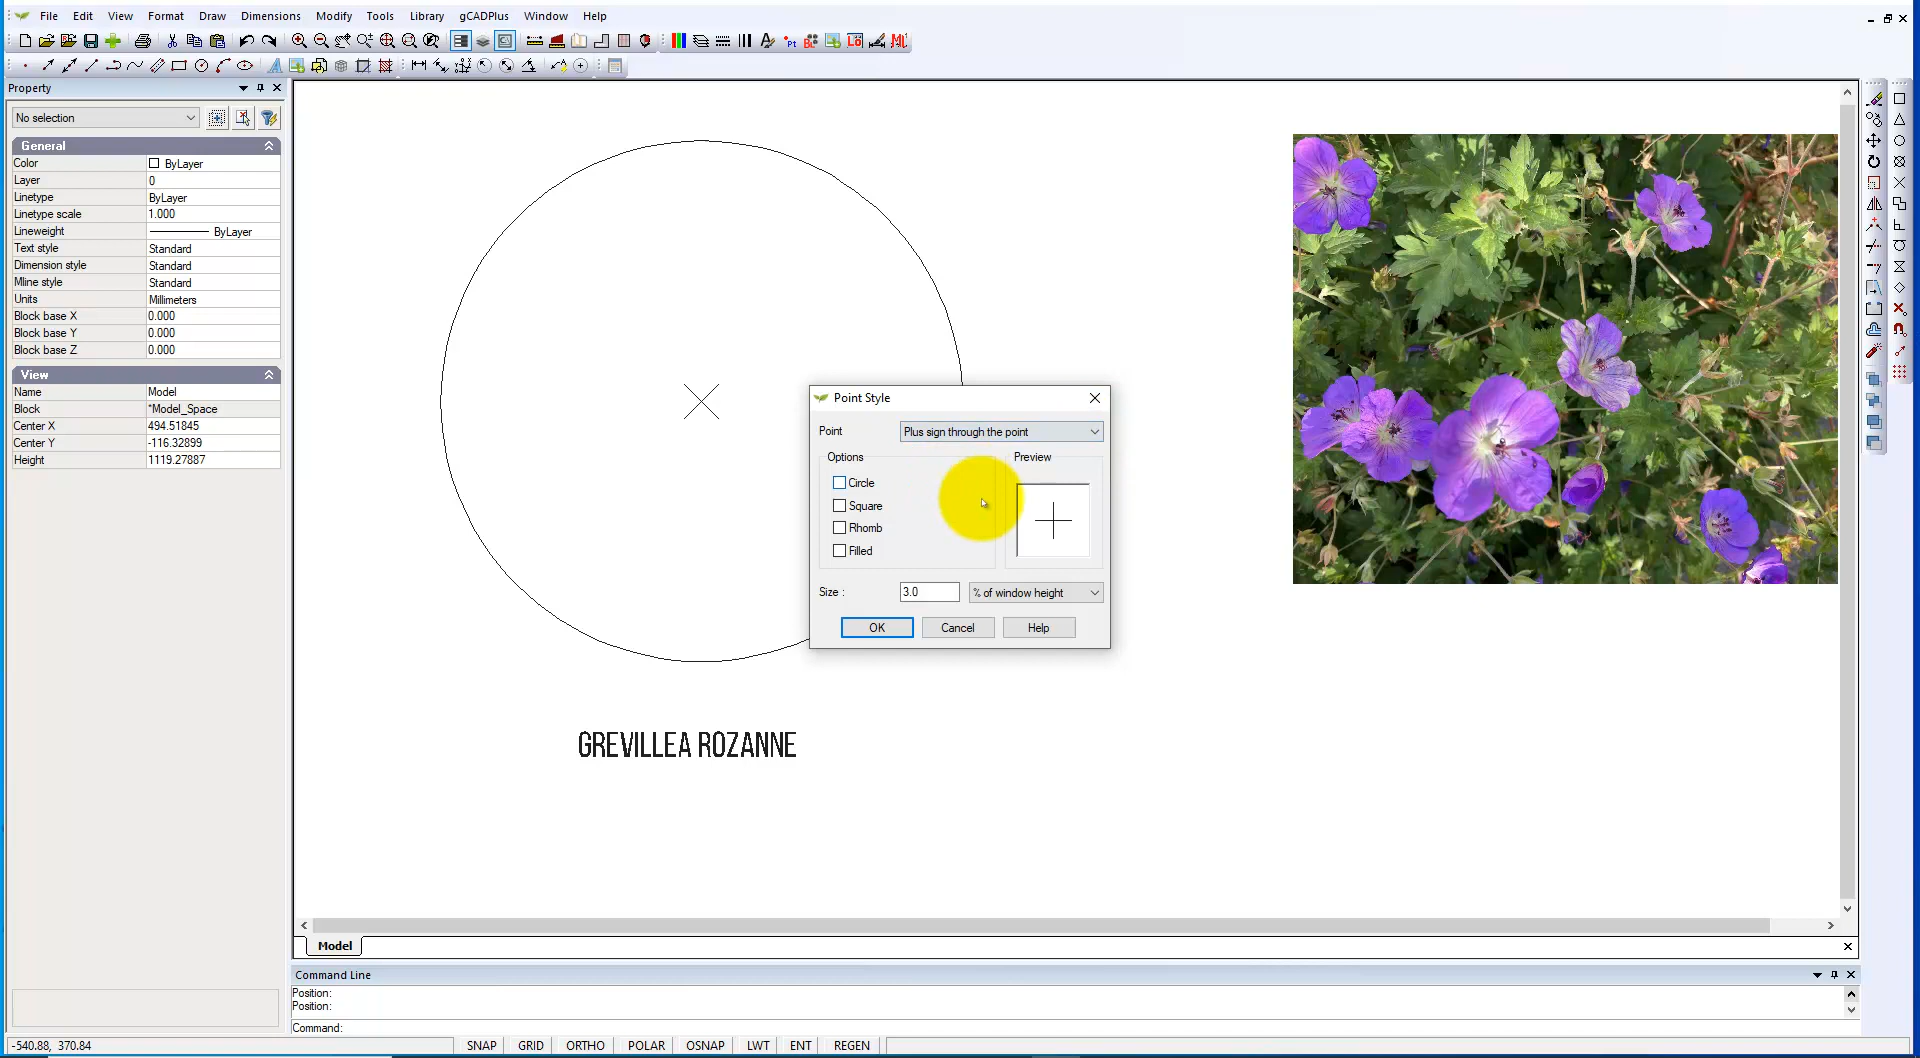 File Edit View Format Draw Dimensions Modify Tools Library gCADPlus Window Help
Property
No selection
General
Color ByLayer
Layer 0
Linetype ByLayer
Linetype scale 1.000
Lineweight ByLayer
Text style Standard
Dimension style Standard
Mline style Standard
Units Millimeters
Block base X 0.000
Block base Y 0.000
Block base Z 0.000
View
Name Model
Block *Model_Space
Center X 494.51845
Center Y -116.32899
Height 1119.27887
Point Style
Point Plus sign through the point
Options Preview
Circle
Square
Rhomb
Filled
Size : 3.0 % of window height
OK Cancel Help
GREVILLEA ROZANNE
Model
Command Line
Position:
Position:
Command:
-540.88, 370.84 SNAP GRID ORTHO POLAR OSNAP LWT ENT REGEN